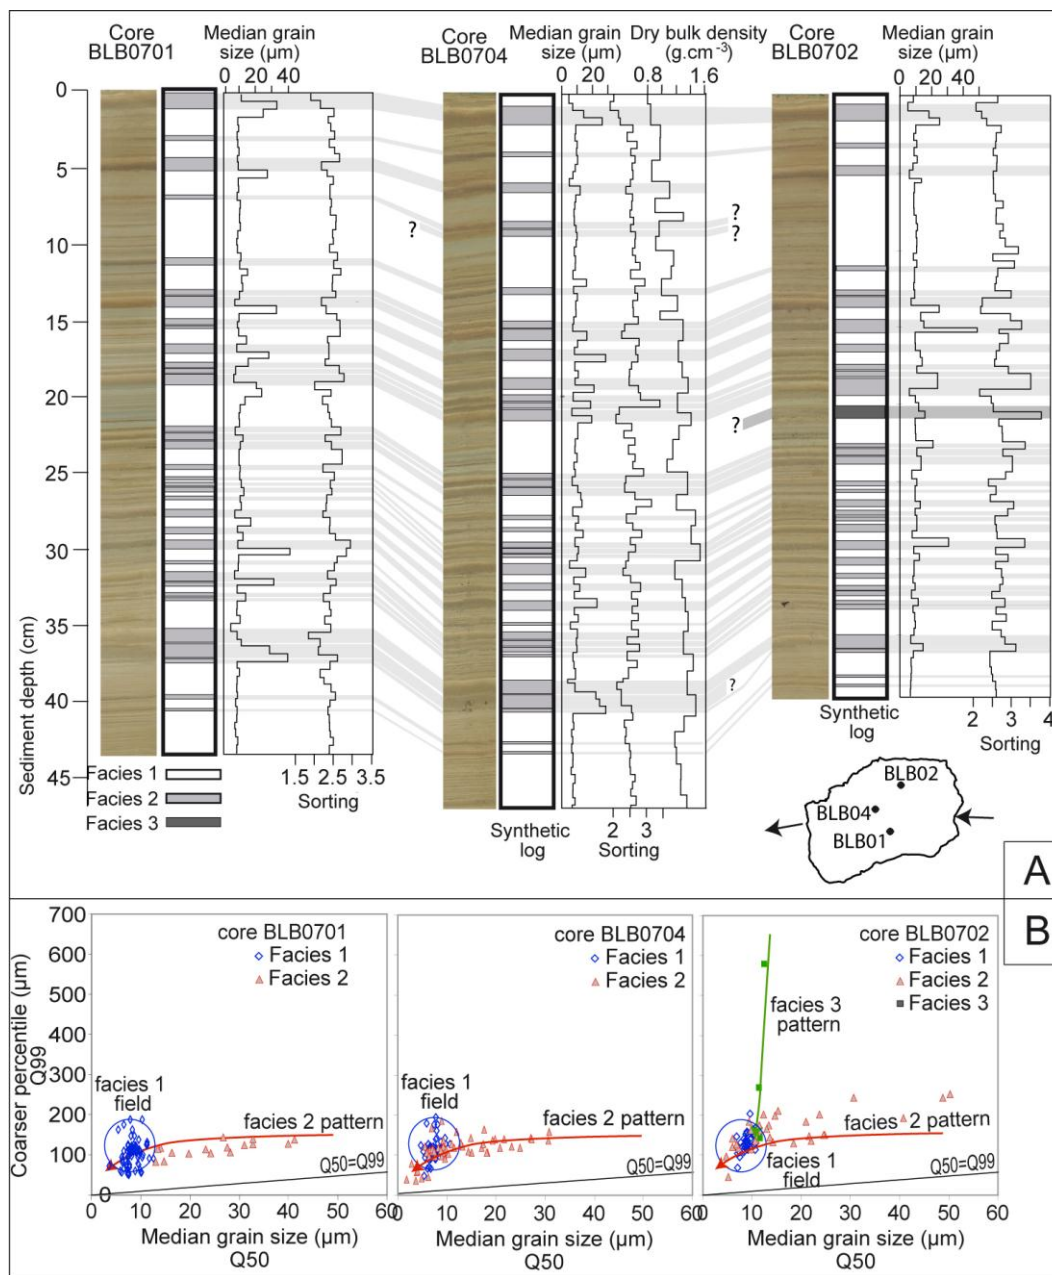 Core
BLB0701
Median grain
size (µm)
0 20 40
Core
BLB0704
Median grain
size (µm)
0 20
Dry bulk density
(g.cm⁻³)
0.8 1.6
Core
BLB0702
Median grain
size (µm)
0 20 40
0
5
10
15
20
25
30
35
40
45
Sediment depth (cm)
?
?
?
?
?
Facies 1
Facies 2
Facies 3
1.5 2.5 3.5
Sorting
Synthetic
log
2 3
Sorting
Synthetic
log
2 3 4
Sorting
BLB02
BLB04
BLB01
A
B
Coarser percentile (µm)
Q99
700
600
500
400
300
200
100
0
core BLB0701
Facies 1
Facies 2
facies 1
field
facies 2 pattern
Q50=Q99
0 10 20 30 40 50 60
Median grain size (µm)
Q50
core BLB0704
Facies 1
Facies 2
facies 1
field
facies 2 pattern
Q50=Q99
0 10 20 30 40 50 60
Median grain size (µm)
Q50
core BLB0702
Facies 1
Facies 2
Facies 3
facies 3
pattern
facies 2 pattern
facies 1
field
Q50=Q99
0 10 20 30 40 50 60
Median grain size (µm)
Q50